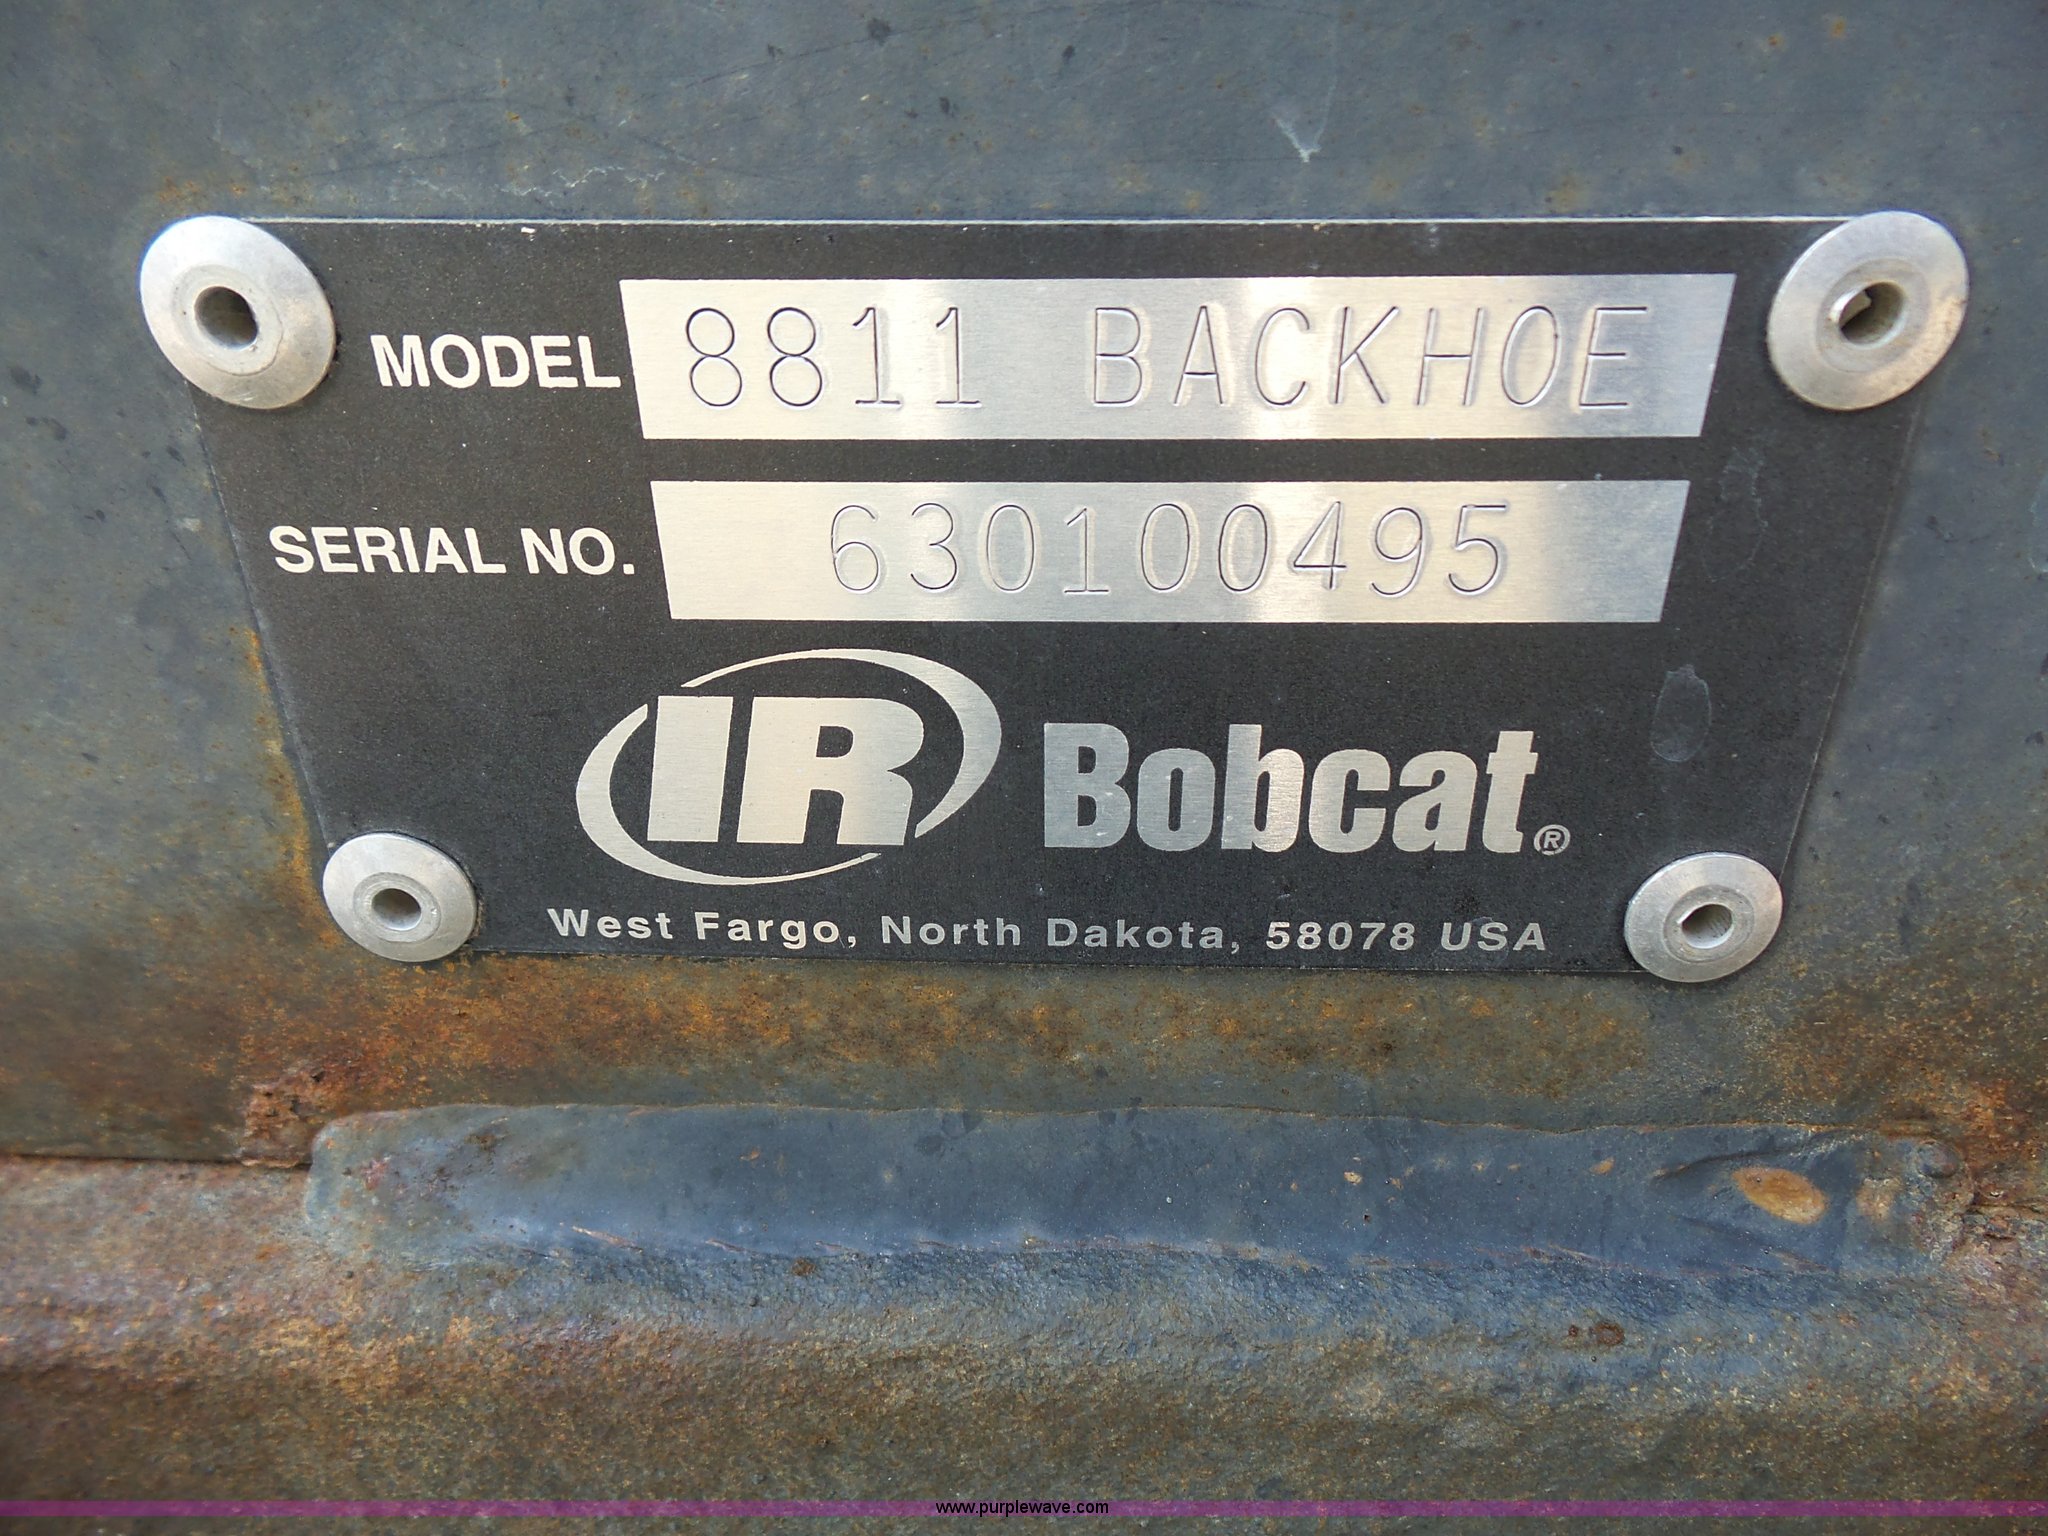 MODEL 8811 BACKHOE
SERIAL NO. 630100495
IR Bobcat®
West Fargo, North Dakota, 58078 USA
www.purplewave.com